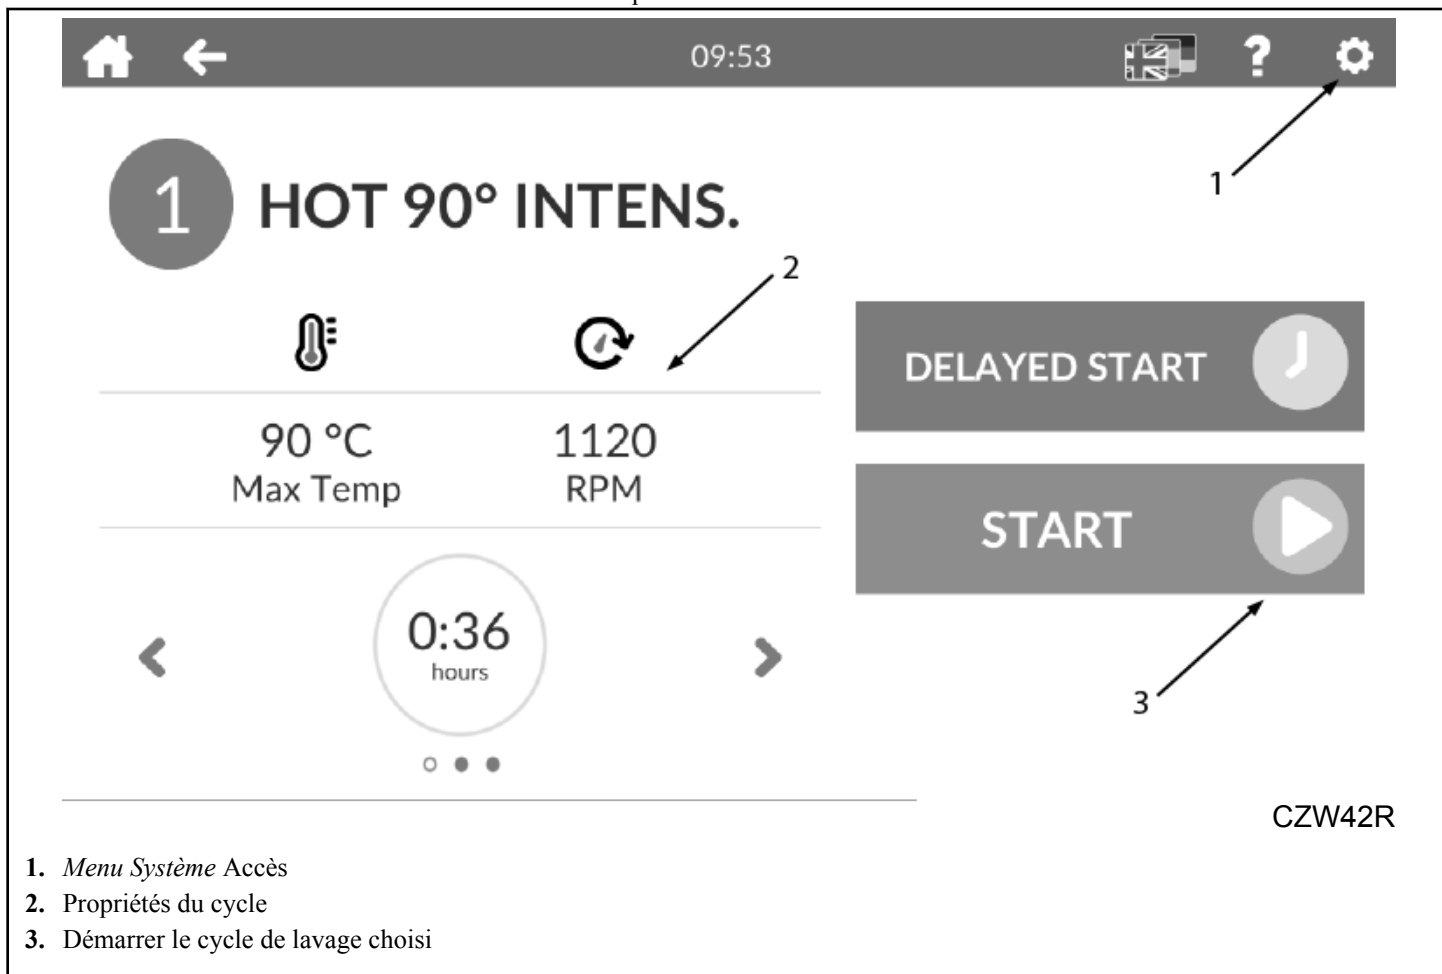 09:53
?
1
1 HOT 90° INTENS.
2
DELAYED START
90 °C 1120
Max Temp RPM
START
0:36
hours
3
CZW42R
1. Menu Système Accès
2. Propriétés du cycle
3. Démarrer le cycle de lavage choisi